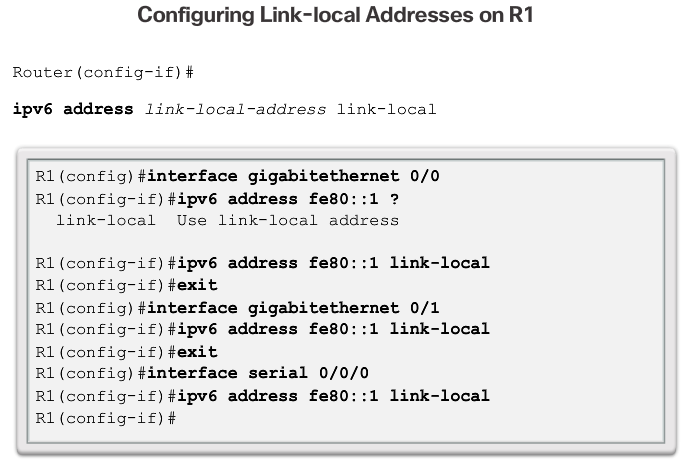 Configuring Link-local Addresses on R1
Router(config-if)#
ipv6 address link-local-address link-local
R1(config)#interface gigabitethernet 0/0
R1(config-if)#ipv6 address fe80::1 ?
link-local  Use link-local address
R1(config-if)#ipv6 address fe80::1 link-local
R1(config-if)#exit
R1(config)#interface gigabitethernet 0/1
R1(config-if)#ipv6 address fe80::1 link-local
R1(config-if)#exit
R1(config)#interface serial 0/0/0
R1(config-if)#ipv6 address fe80::1 link-local
R1(config-if)#